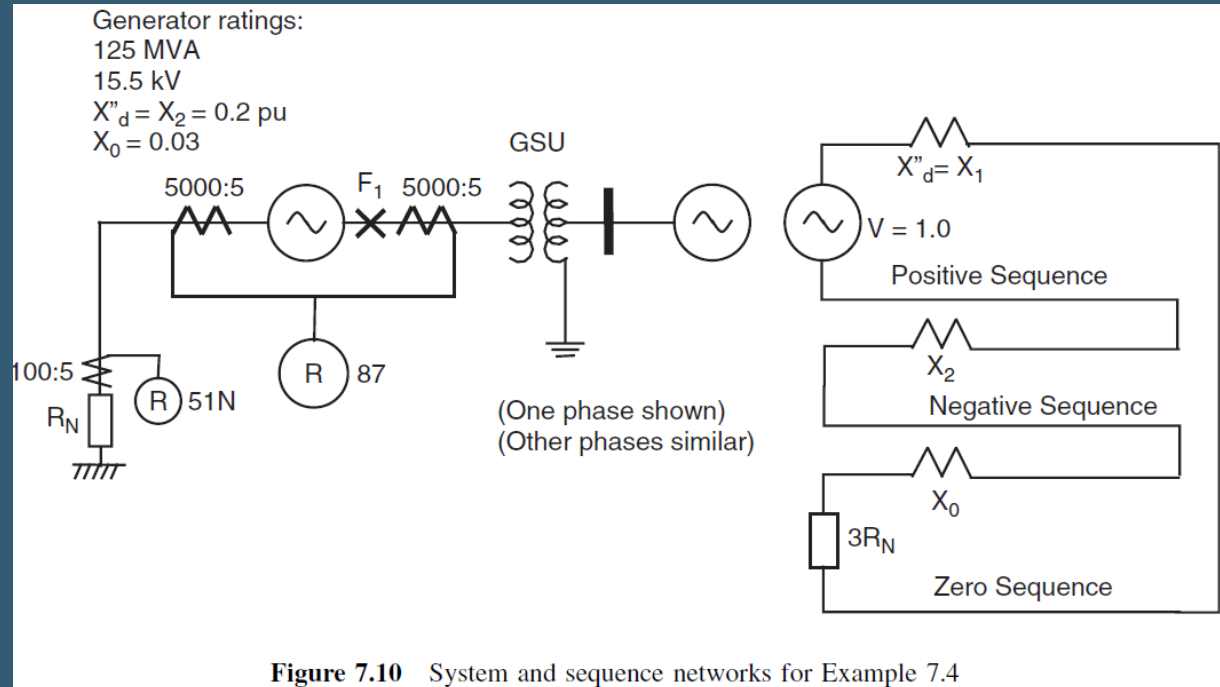 Generator ratings:
125 MVA
15.5 kV
X"d = X2 = 0.2 pu
X0 = 0.03
GSU
5000:5
F1
5000:5
X"d= X1
V = 1.0
Positive Sequence
X2
Negative Sequence
X0
3RN
Zero Sequence
100:5
R
51N
RN
R
87
(One phase shown)
(Other phases similar)
Figure 7.10 System and sequence networks for Example 7.4